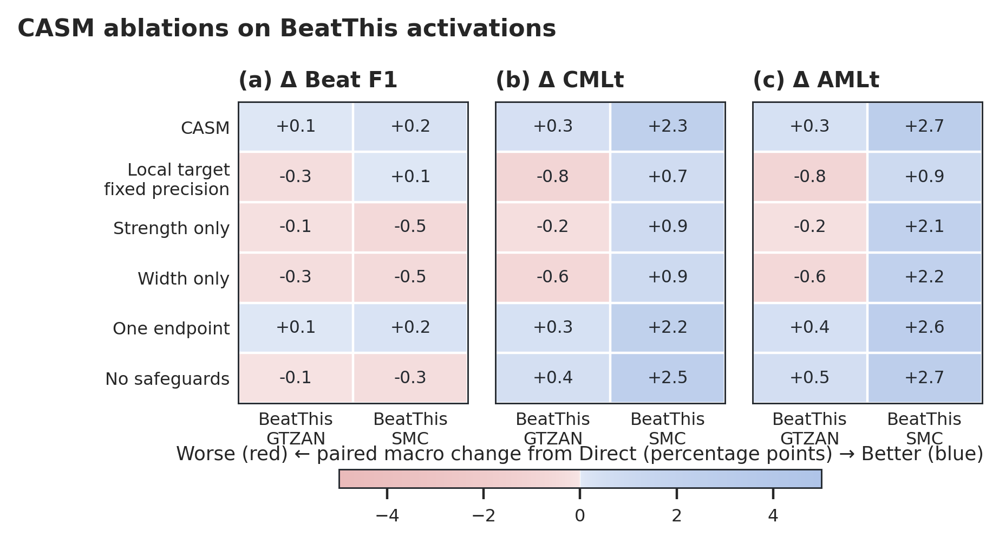 CASM ablations on BeatThis activations
(a) Δ Beat F1 (b) Δ CMLt (c) Δ AMLt
CASM +0.1 +0.2 +0.3 +2.3 +0.3 +2.7
Local target
fixed precision -0.3 +0.1 -0.8 +0.7 -0.8 +0.9
Strength only -0.1 -0.5 -0.2 +0.9 -0.2 +2.1
Width only -0.3 -0.5 -0.6 +0.9 -0.6 +2.2
One endpoint +0.1 +0.2 +0.3 +2.2 +0.4 +2.6
No safeguards -0.1 -0.3 +0.4 +2.5 +0.5 +2.7
BeatThis BeatThis BeatThis BeatThis BeatThis BeatThis
GTZAN SMC GTZAN SMC GTZAN SMC
Worse (red) ← paired macro change from Direct (percentage points) → Better (blue)
−4 −2 0 2 4